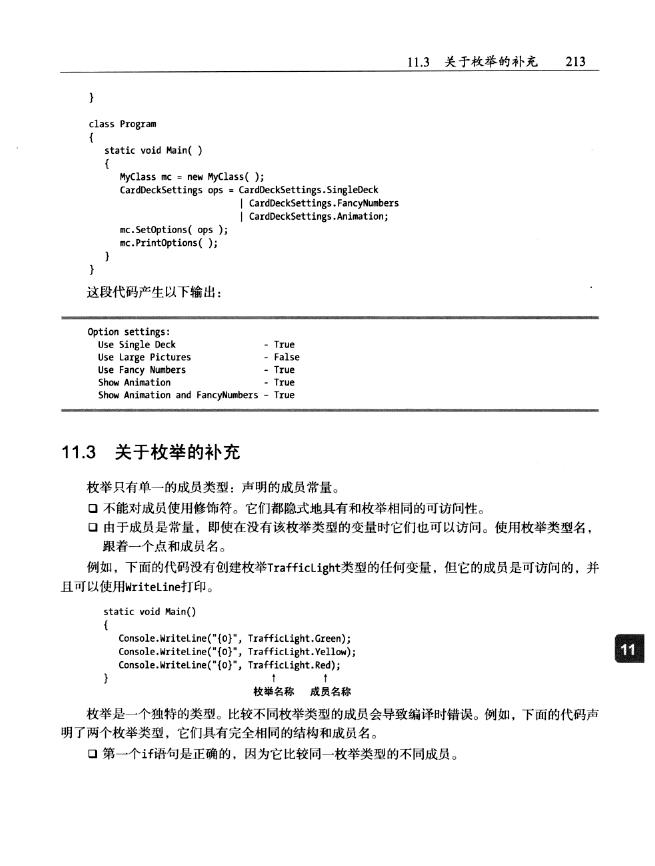 11.3 关于枚举的补充 213
}
class Program
{
static void Main( )
{
MyClass mc = new MyClass( );
CardDeckSettings ops = CardDeckSettings.SingleDeck
| CardDeckSettings.FancyNumbers
| CardDeckSettings.Animation;
mc.SetOptions( ops );
mc.PrintOptions( );
}
}
这段代码产生以下输出：
Option settings:
Use Single Deck - True
Use Large Pictures - False
Use Fancy Numbers - True
Show Animation - True
Show Animation and FancyNumbers - True
11.3 关于枚举的补充
枚举只有单一的成员类型：声明的成员常量。
❑ 不能对成员使用修饰符。它们都隐式地具有和枚举相同的可访问性。
❑ 由于成员是常量，即使在没有该枚举类型的变量时它们也可以访问。使用枚举类型名，
跟着一个点和成员名。
例如，下面的代码没有创建枚举TrafficLight类型的任何变量，但它的成员是可访问的，并
且可以使用WriteLine打印。
static void Main()
{
Console.WriteLine("{0}", TrafficLight.Green);
Console.WriteLine("{0}", TrafficLight.Yellow);
Console.WriteLine("{0}", TrafficLight.Red);
} ↑ ↑
枚举名称 成员名称
11
枚举是一个独特的类型。比较不同枚举类型的成员会导致编译时错误。例如，下面的代码声
明了两个枚举类型，它们具有完全相同的结构和成员名。
❑ 第一个if语句是正确的，因为它比较同一枚举类型的不同成员。